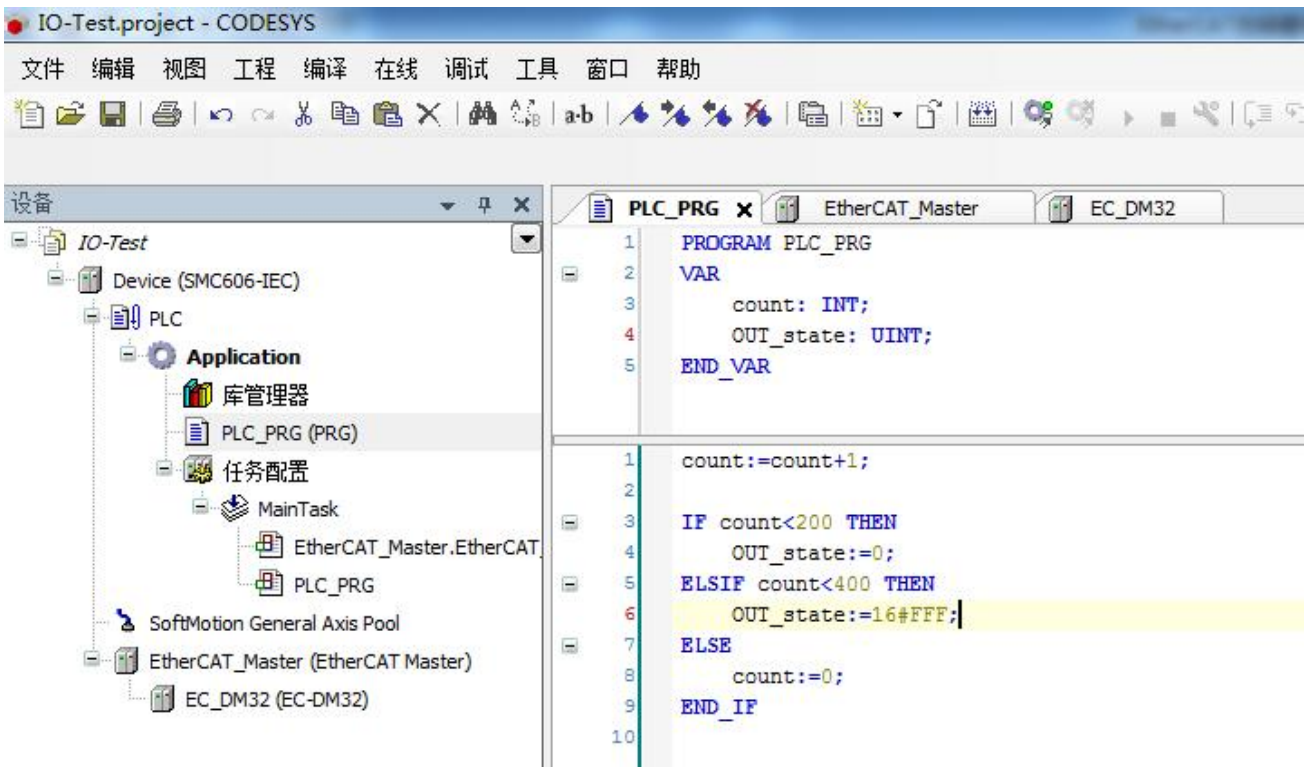 IO-Test.project - CODESYS
文件 编辑 视图 工程 编译 在线 调试 工具 窗口 帮助
设备
IO-Test
Device (SMC606-IEC)
PLC
Application
库管理器
PLC_PRG (PRG)
任务配置
MainTask
EtherCAT_Master.EtherCAT_
PLC_PRG
SoftMotion General Axis Pool
EtherCAT_Master (EtherCAT Master)
EC_DM32 (EC-DM32)
PLC_PRG EtherCAT_Master EC_DM32
1 PROGRAM PLC_PRG
2 VAR
3 count: INT;
4 OUT_state: UINT;
5 END_VAR
1 count:=count+1;
2
3 IF count<200 THEN
4 OUT_state:=0;
5 ELSIF count<400 THEN
6 OUT_state:=16#FFF;
7 ELSE
8 count:=0;
9 END_IF
10